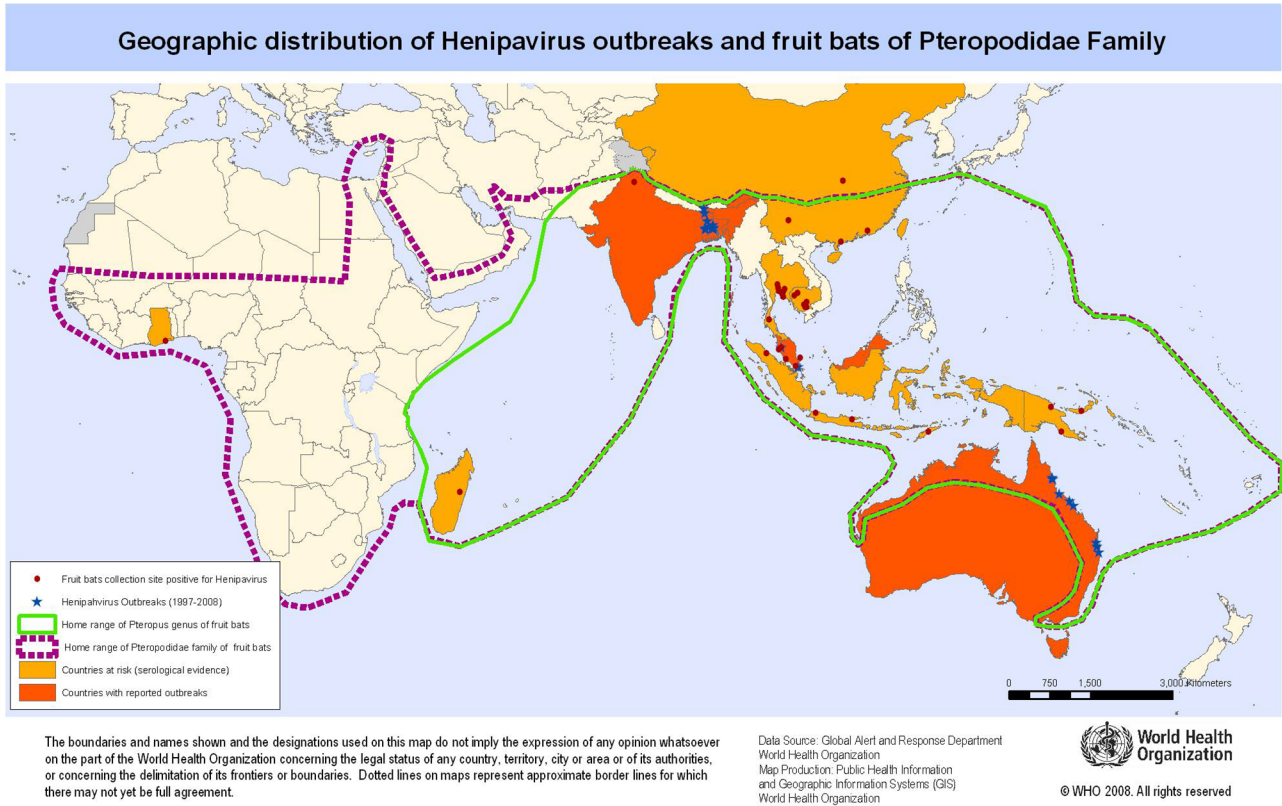 Geographic distribution of Henipavirus outbreaks and fruit bats of Pteropodidae Family
Fruit bats collection site positive for Henipavirus
Henipahvirus Outbreaks (1997-2008)
Home range of Pteropus genus of fruit bats
Home range of Pteropodidae family of fruit bats
Countries at risk (serological evidence)
Countries with reported outbreaks
0 750 1,500 3,000 Kilometers
The boundaries and names shown and the designations used on this map do not imply the expression of any opinion whatsoever
on the part of the World Health Organization concerning the legal status of any country, territory, city or area or of its authorities,
or concerning the delimitation of its frontiers or boundaries. Dotted lines on maps represent approximate border lines for which
there may not yet be full agreement.
Data Source: Global Alert and Response Department
World Health Organization
Map Production: Public Health Information
and Geographic Information Systems (GIS)
World Health Organization
World Health
Organization
© WHO 2008. All rights reserved